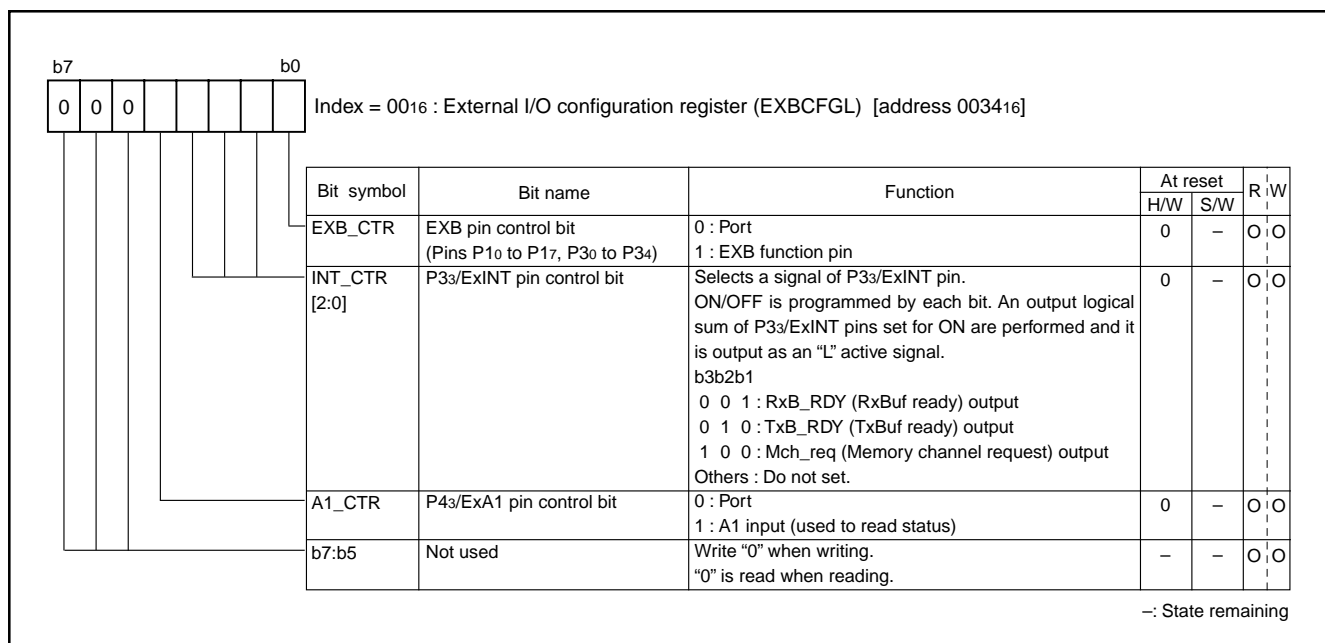 b7 b0
0 0 0 Index = 0016 : External I/O configuration register (EXBCFGL) [address 003416]
Bit symbol Bit name Function At reset R W
H/W S/W
EXB_CTR EXB pin control bit 0 : Port 0 – O O
(Pins P10 to P17, P30 to P34) 1 : EXB function pin
INT_CTR P33/ExINT pin control bit Selects a signal of P33/ExINT pin. 0 – O O
[2:0] ON/OFF is programmed by each bit. An output logical
sum of P33/ExINT pins set for ON are performed and it
is output as an “L” active signal.
b3b2b1
0 0 1 : RxB_RDY (RxBuf ready) output
0 1 0 : TxB_RDY (TxBuf ready) output
1 0 0 : Mch_req (Memory channel request) output
Others : Do not set.
A1_CTR P43/ExA1 pin control bit 0 : Port 0 – O O
1 : A1 input (used to read status)
b7:b5 Not used Write “0” when writing. – – O O
“0” is read when reading.
–: State remaining